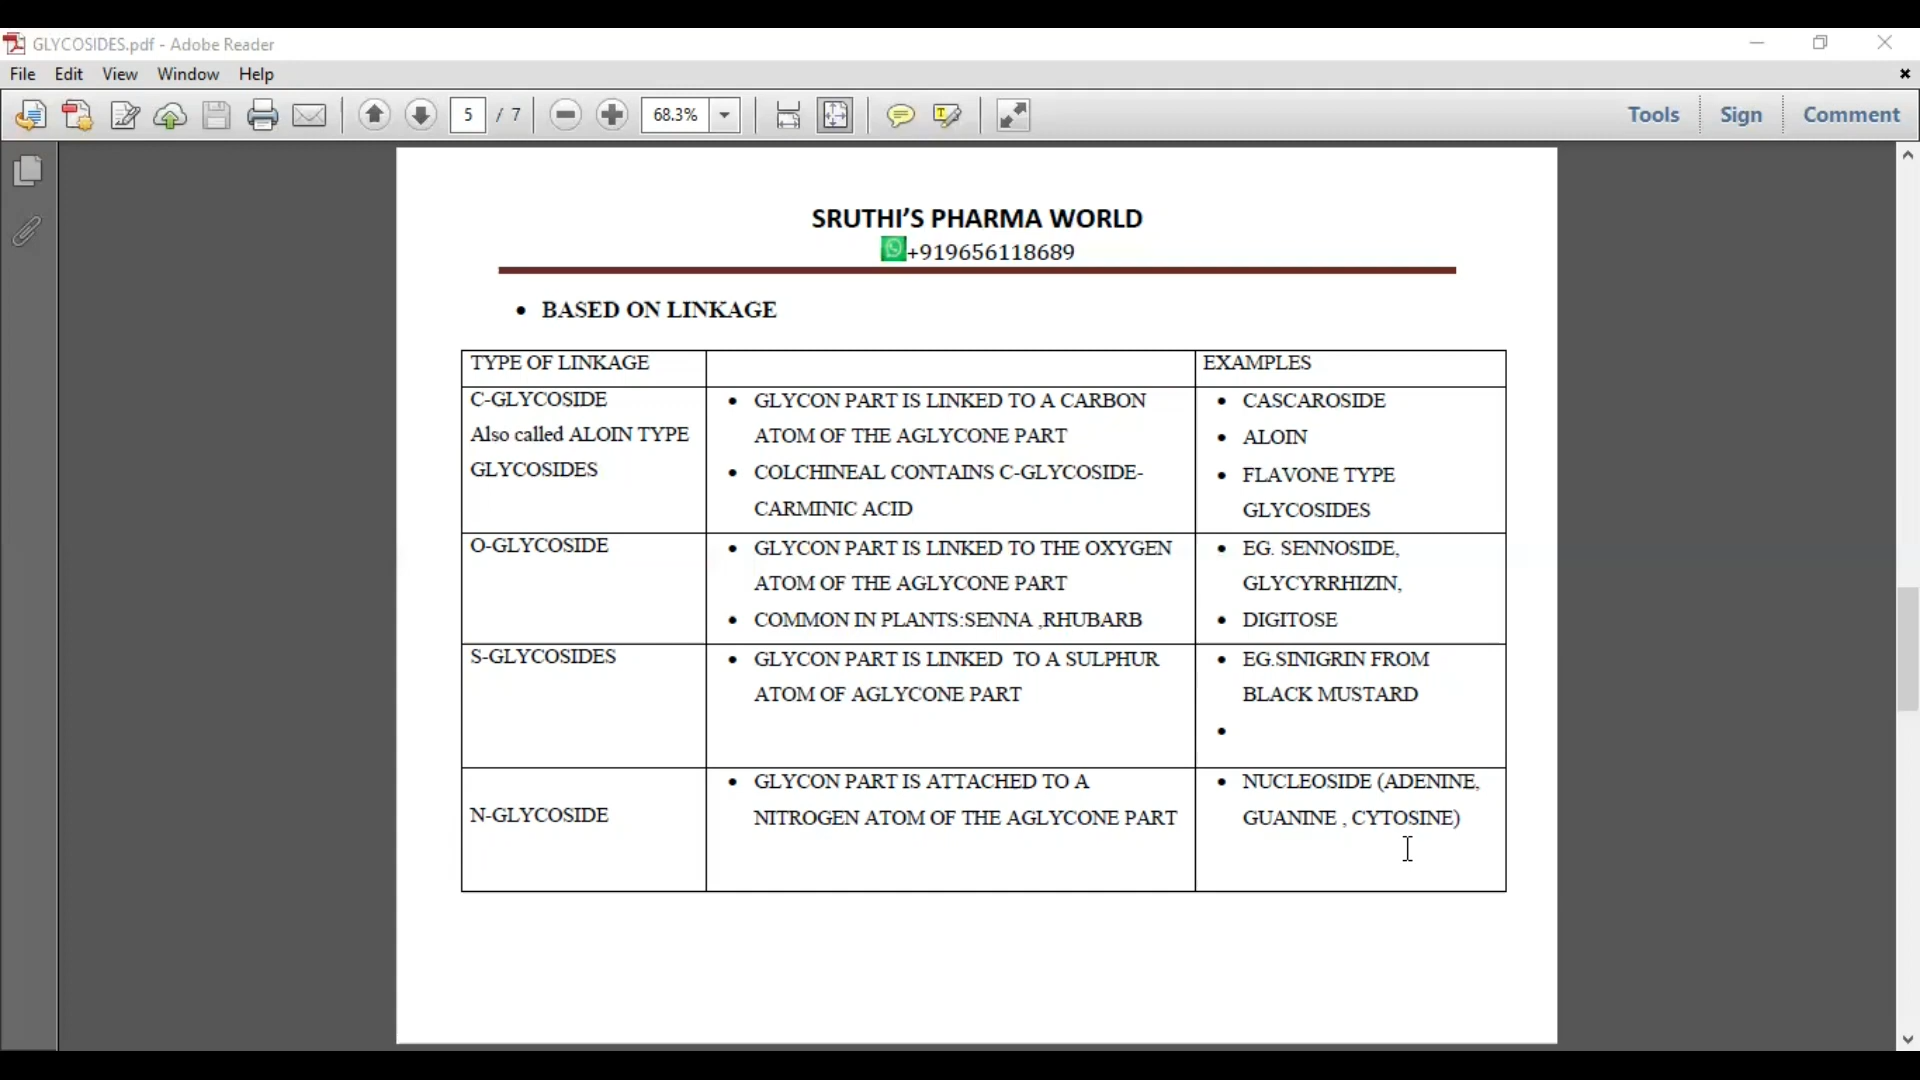 GLYCOSIDES.pdf - Adobe Reader
File Edit View Window Help
5 / 7 68.3% Tools Sign Comment
SRUTHI’S PHARMA WORLD
+919656118689
• BASED ON LINKAGE
TYPE OF LINKAGE
EXAMPLES
C-GLYCOSIDE
Also called ALOIN TYPE
GLYCOSIDES
• GLYCON PART IS LINKED TO A CARBON
ATOM OF THE AGLYCONE PART
• COLCHINEAL CONTAINS C-GLYCOSIDE-
CARMINIC ACID
• CASCAROSIDE
• ALOIN
• FLAVONE TYPE
GLYCOSIDES
O-GLYCOSIDE
• GLYCON PART IS LINKED TO THE OXYGEN
ATOM OF THE AGLYCONE PART
• COMMON IN PLANTS:SENNA ,RHUBARB
• EG. SENNOSIDE,
GLYCYRRHIZIN,
• DIGITOSE
S-GLYCOSIDES
• GLYCON PART IS LINKED TO A SULPHUR
ATOM OF AGLYCONE PART
• EG.SINIGRIN FROM
BLACK MUSTARD
•
N-GLYCOSIDE
• GLYCON PART IS ATTACHED TO A
NITROGEN ATOM OF THE AGLYCONE PART
• NUCLEOSIDE (ADENINE,
GUANINE , CYTOSINE)